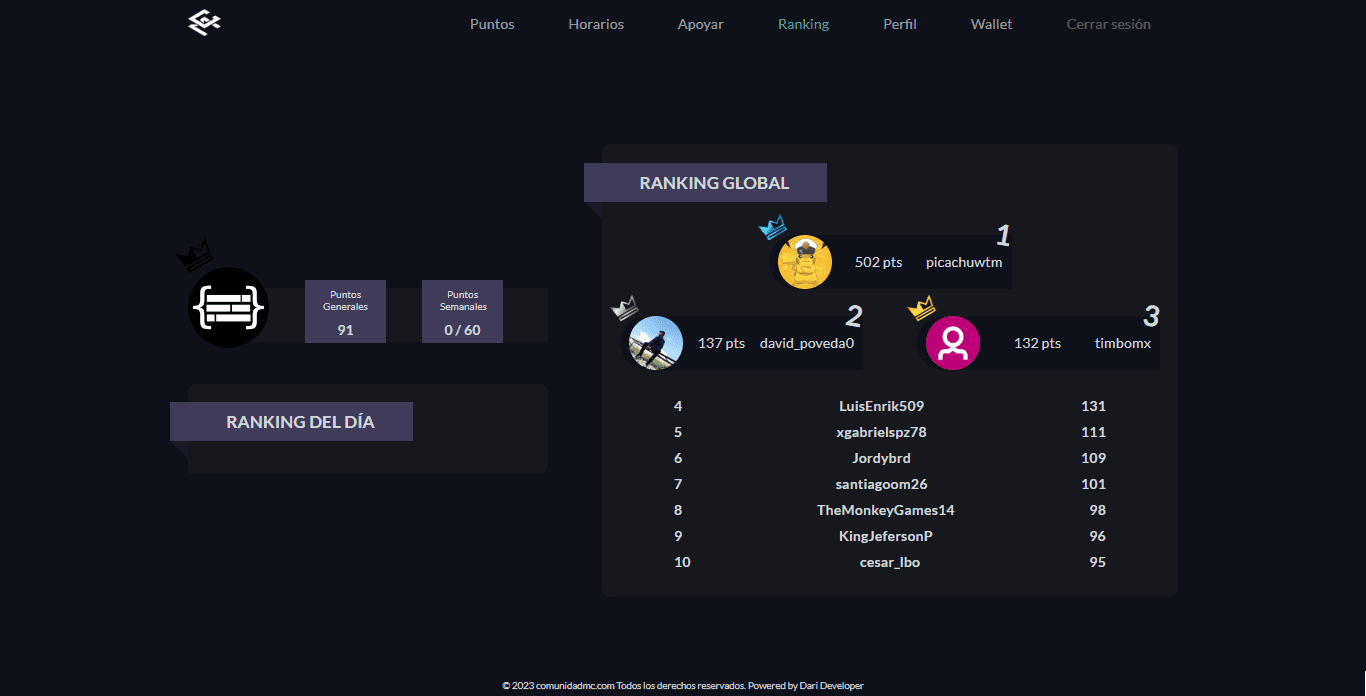 Puntos Horarios Apoyar Ranking Perfil Wallet Cerrar sesión
Puntos
Generales
91
Puntos
Semanales
0 / 60
RANKING DEL DÍA
RANKING GLOBAL
1
502 pts picachuwtm
2
137 pts david_poveda0
3
132 pts timbomx
4 LuisEnrik509 131
5 xgabrielspz78 111
6 Jordybrd 109
7 santiagoom26 101
8 TheMonkeyGames14 98
9 KingJefersonP 96
10 cesar_lbo 95
© 2023 comunidadmc.com Todos los derechos reservados. Powered by Dari Developer